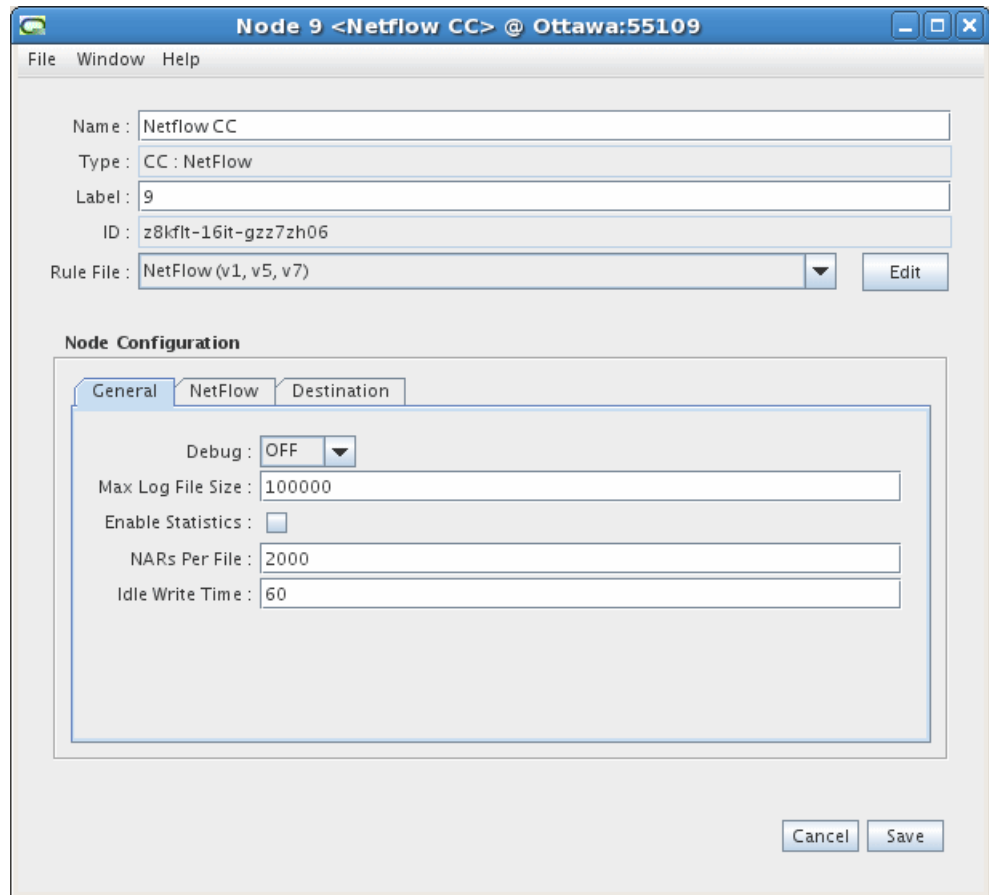 Node 9 <Netflow CC> @ Ottawa:55109
File Window Help
Name : Netflow CC
Type : CC : NetFlow
Label : 9
ID : z8kflt-16it-gzz7zh06
Rule File : NetFlow (v1, v5, v7) Edit
Node Configuration
General NetFlow Destination
Debug : OFF
Max Log File Size : 100000
Enable Statistics :
NARs Per File : 2000
Idle Write Time : 60
Cancel Save